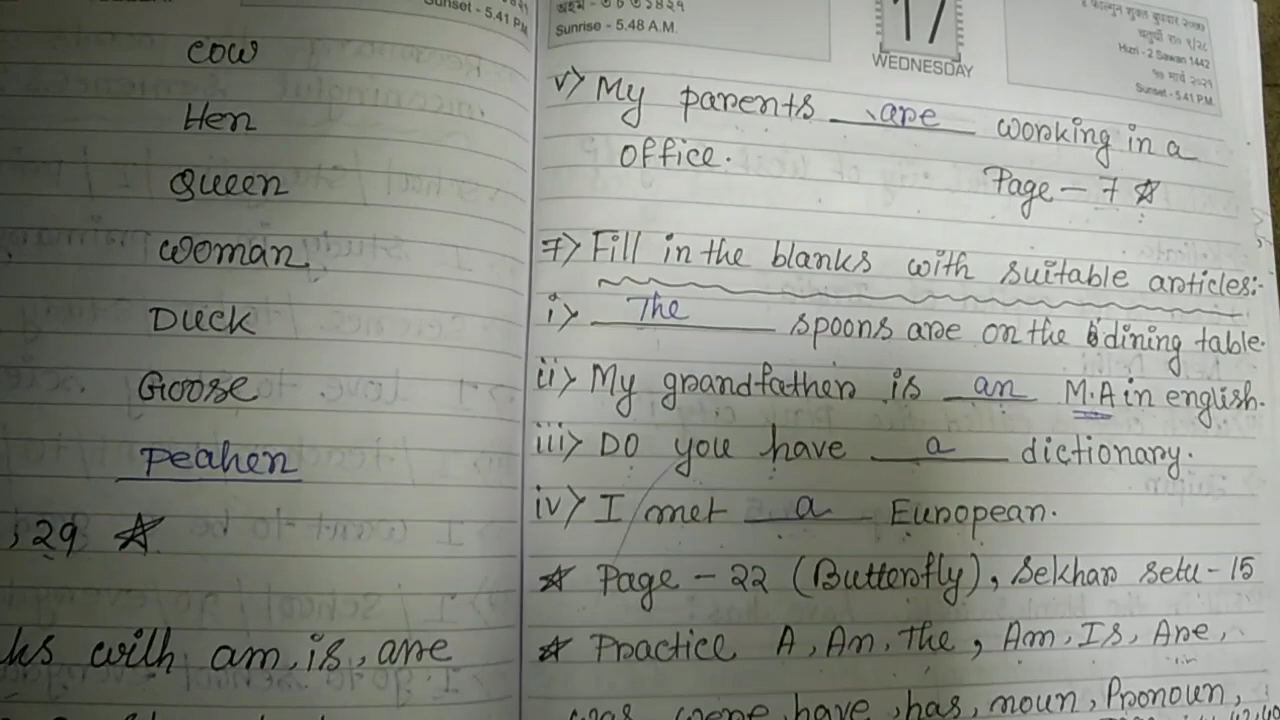 Sunset - 5.41 PM
cow
Hen
Queen
woman
Duck
Goose
peahen
29
ks with am, is, are
Sunrise - 5.48 A.M.
17
WEDNESDAY
Hizri - 2 Sawan 1442
Sunset - 5.41 P.M.
v) My parents are working in a
office.
Page - 7
7) Fill in the blanks with suitable articles:-
i) The spoons are on the dining table.
ii) My grandfather is an M.A in english.
iii) Do you have a dictionary.
iv) I met a European.
Page - 22 (Butterfly), Sekhar setu - 15
Practice A, An, The, Am, Is, Are,
was were, have, has, noun, Pronoun,